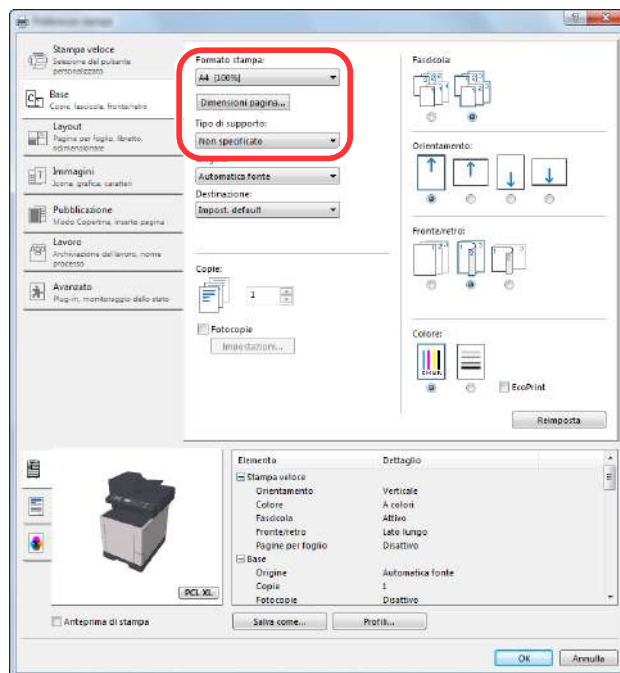 Stampa veloce
Selezione del pulsante
personalizzato
Base
Copie, fascicola, fronte/retro
Layout
Pagine per foglio, libretto,
ridimensionare
Immagini
Icona, grafica, caratteri
Pubblicazione
Modo Copertina, inserto pagina
Lavoro
Archiviazione del lavoro, nome
processo
Avanzato
Plug-in, monitoraggio dello stato
Formato stampa:
A4 [100%]
Dimensioni pagina...
Tipo di supporto:
Non specificato
Automatica fonte
Destinazione:
Impost. default
Copie:
1
Fotocopie
Impostazioni...
Fascicola:
Orientamento:
Fronte/retro:
Colore:
CMYK
EcoPrint
Reimposta
PCL XL
Anteprima di stampa
Elemento Dettaglio
Stampa veloce
Orientamento Verticale
Colore A colori
Fascicola Attivo
Fronte/retro Lato lungo
Pagine per foglio Disattivo
Base
Origine Automatica fonte
Copie 1
Fotocopie Disattivo
Salva come... Profili...
OK Annulla